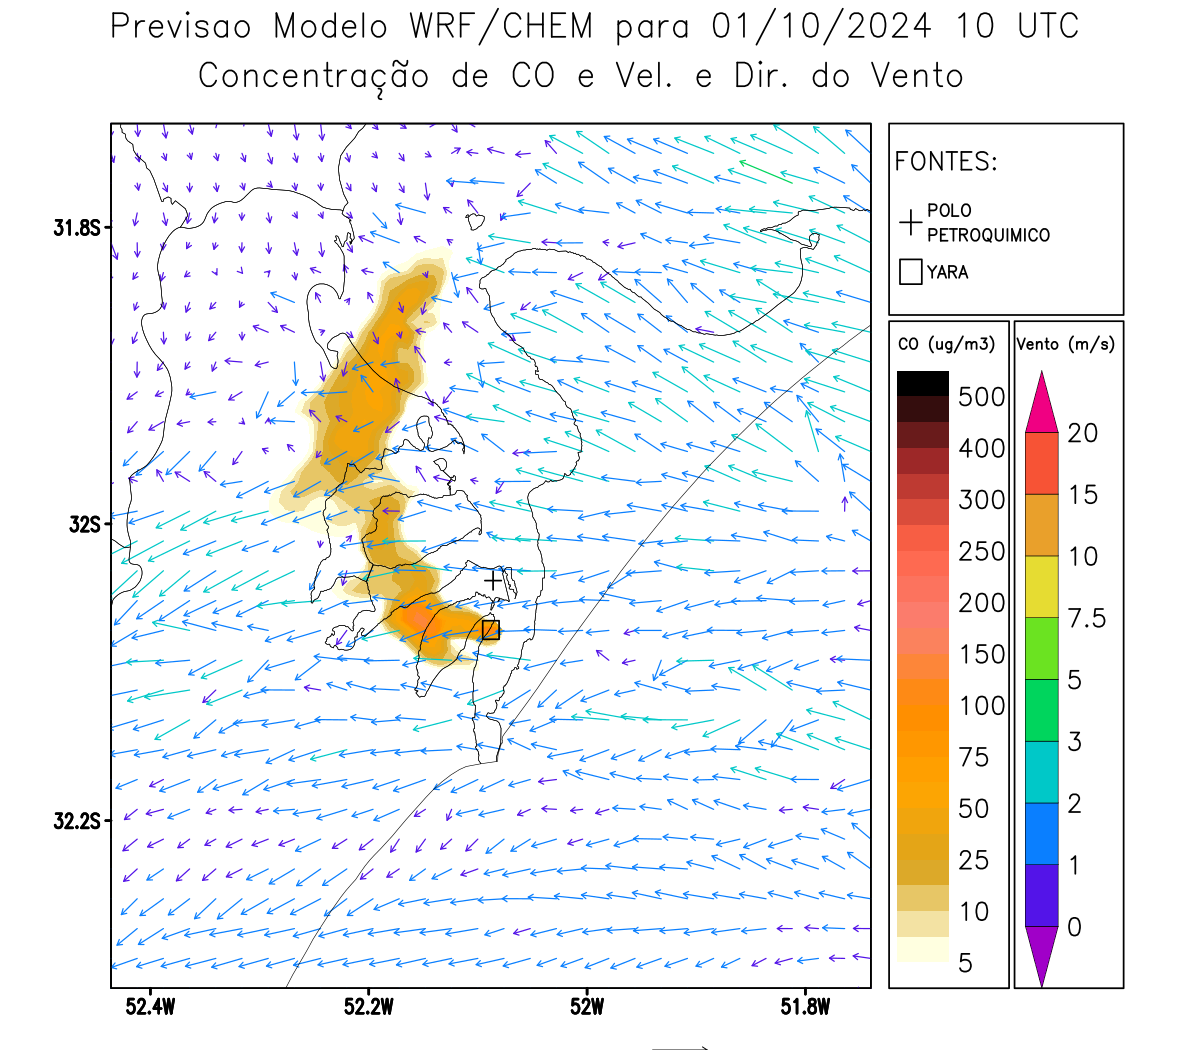 Previsao Modelo WRF/CHEM para 01/10/2024 10 UTC
Concentração de CO e Vel. e Dir. do Vento
FONTES:
POLO
PETROQUIMICO
YARA
CO (ug/m3)
500
400
300
250
200
150
100
75
50
25
10
5
Vento (m/s)
20
15
10
7.5
5
3
2
1
0
31.8S
32S
32.2S
52.4W
52.2W
52W
51.8W